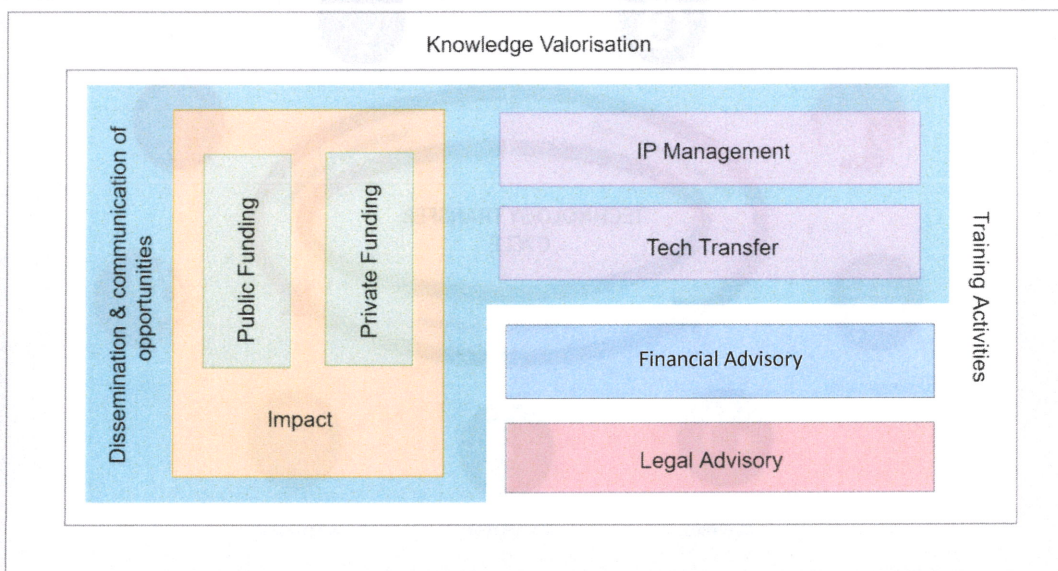 Knowledge Valorisation
Dissemination & communication of
opportunities
Public Funding
Private Funding
Impact
IP Management
Tech Transfer
Financial Advisory
Legal Advisory
Training Activities